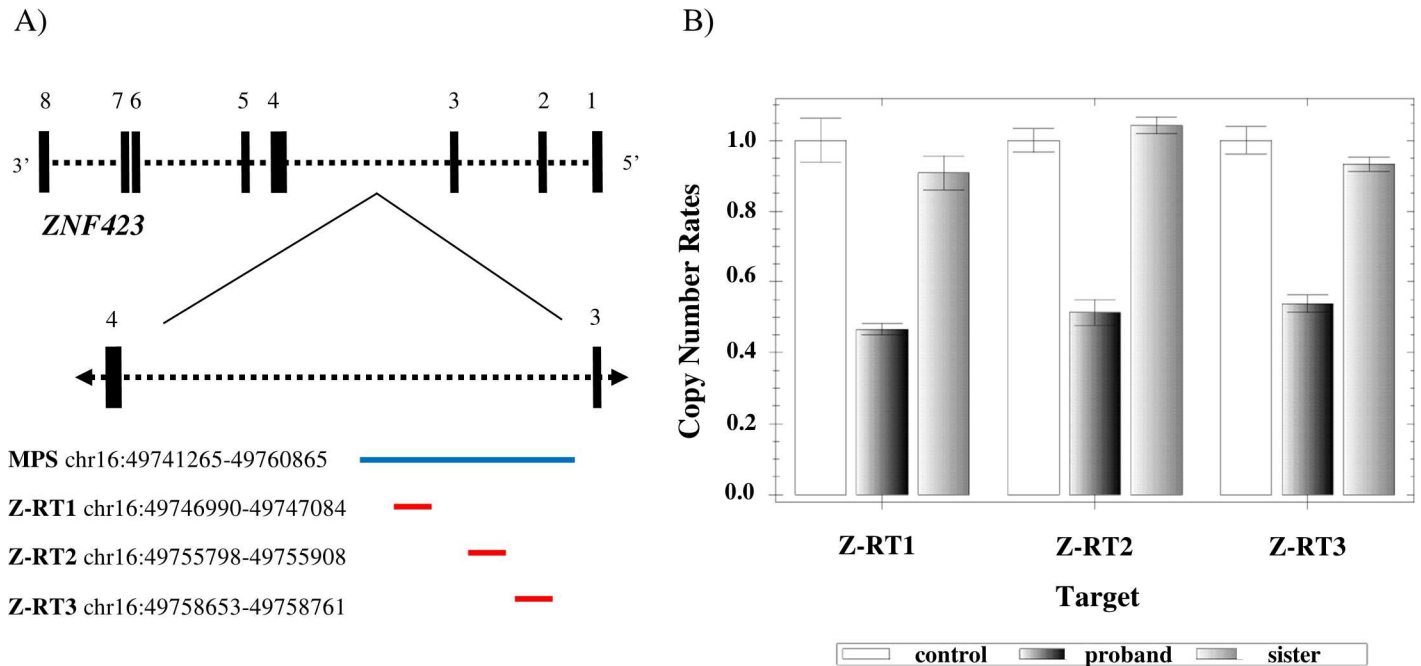 A)
8 7 6 5 4 3 2 1
3’ 5’
ZNF423
4 3
MPS chr16:49741265-49760865
Z-RT1 chr16:49746990-49747084
Z-RT2 chr16:49755798-49755908
Z-RT3 chr16:49758653-49758761
B)
Copy Number Rates
1.0
0.8
0.6
0.4
0.2
0.0
Z-RT1 Z-RT2 Z-RT3
Target
control proband sister